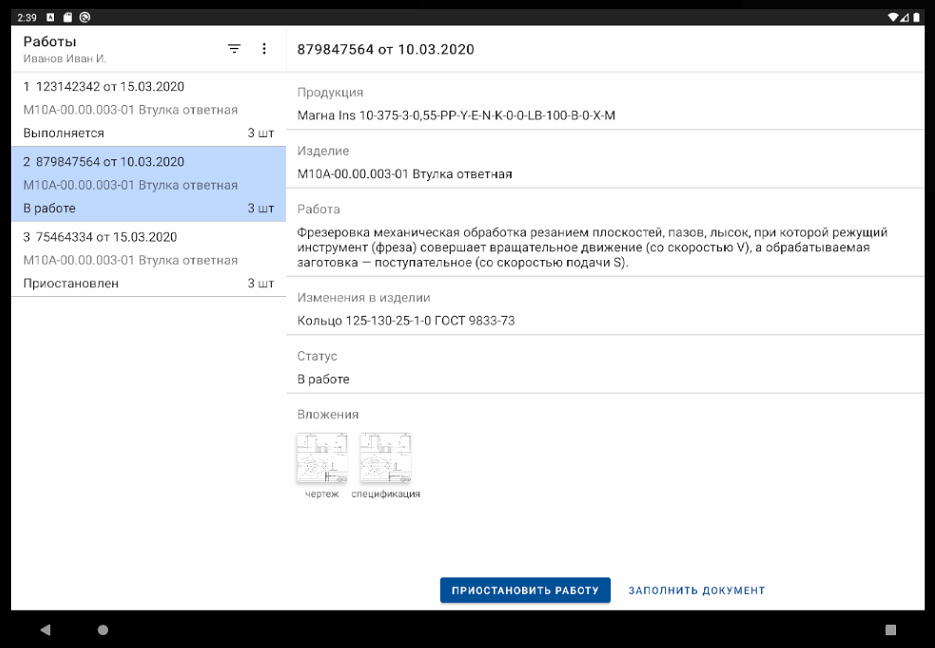 2:39
Работы
Иванов Иван И.
1 123142342 от 15.03.2020
М10А-00.00.003-01 Втулка ответная
Выполняется 3 шт
2 879847564 от 10.03.2020
М10А-00.00.003-01 Втулка ответная
В работе 3 шт
3 75464334 от 15.03.2020
М10А-00.00.003-01 Втулка ответная
Приостановлен 3 шт
879847564 от 10.03.2020
Продукция
Магна Ins 10-375-3-0,55-PP-Y-E-N-K-0-0-LB-100-B-0-X-M
Изделие
М10А-00.00.003-01 Втулка ответная
Работа
Фрезеровка механическая обработка резанием плоскостей, пазов, лысок, при которой режущий
инструмент (фреза) совершает вращательное движение (со скоростью V), а обрабатываемая
заготовка — поступательное (со скоростью подачи S).
Изменения в изделии
Кольцо 125-130-25-1-0 ГОСТ 9833-73
Статус
В работе
Вложения
чертеж спецификация
ПРИОСТАНОВИТЬ РАБОТУ ЗАПОЛНИТЬ ДОКУМЕНТ